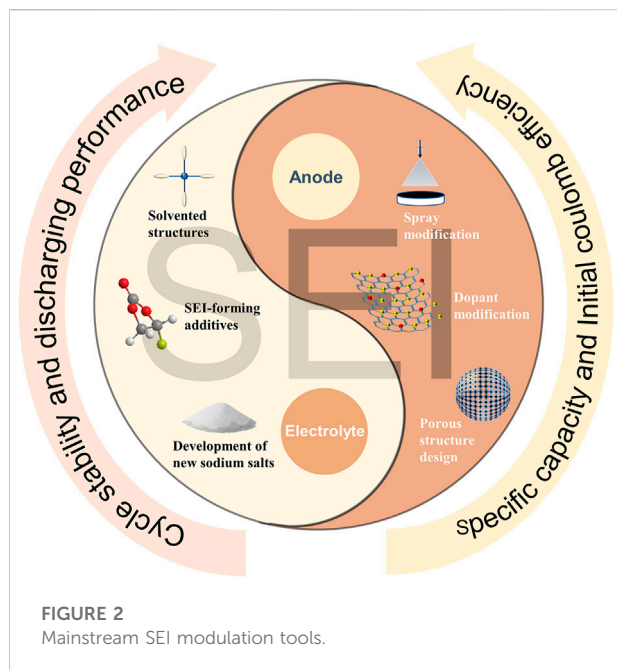 Cycle stability and discharging performance
Specific capacity and Initial coulomb efficiency
SEI
Anode
Solvented
structures
SEI-forming
additives
Development of
new sodium salts
Spray
modification
Dopant
modification
Porous
structure
design
Electrolyte
FIGURE 2
Mainstream SEI modulation tools.